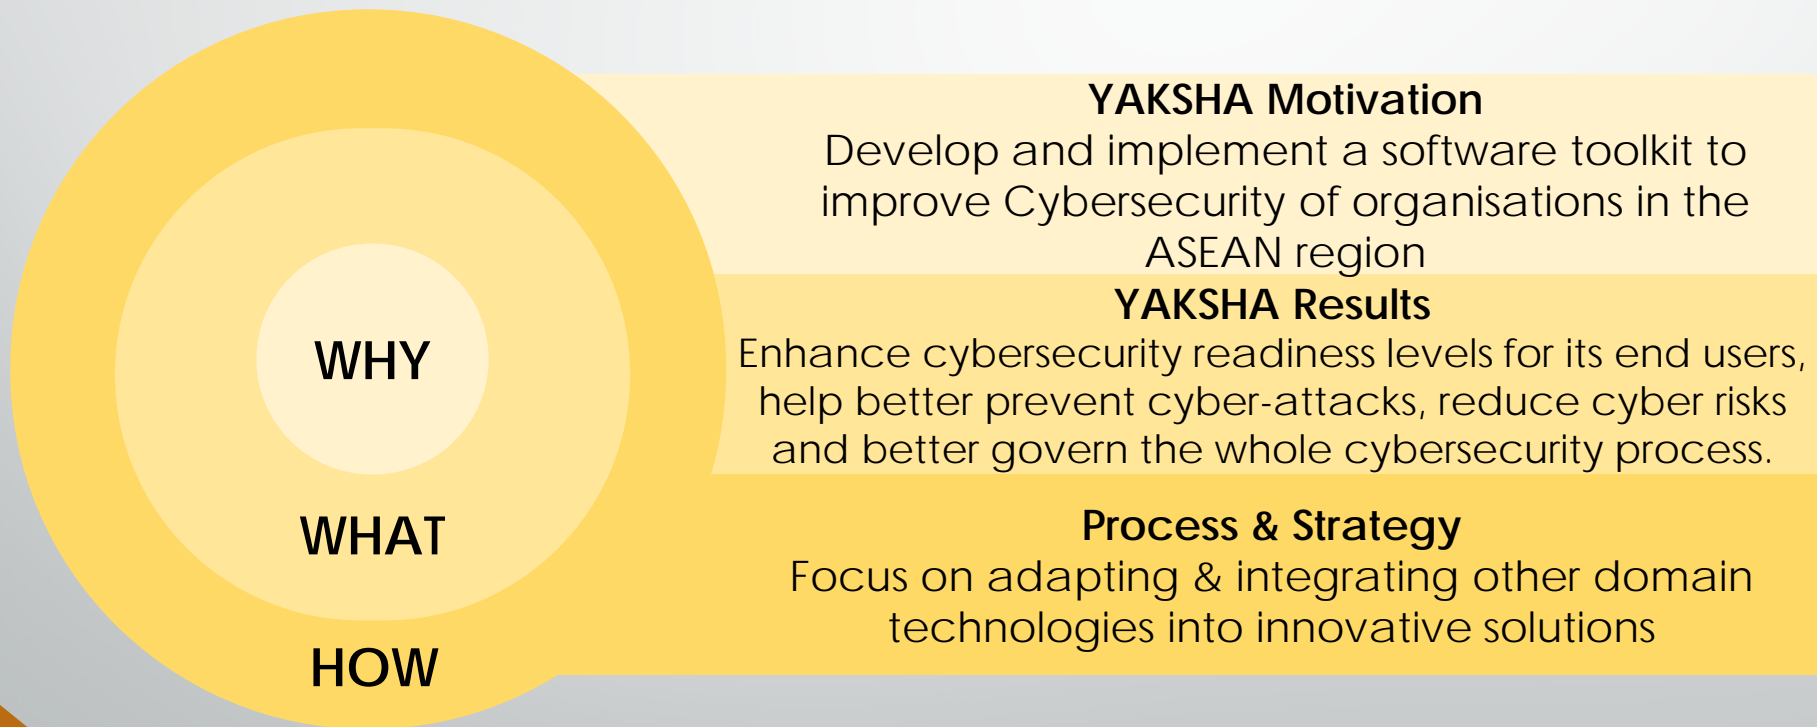 YAKSHA Motivation
Develop and implement a software toolkit to
improve Cybersecurity of organisations in the
ASEAN region
YAKSHA Results
Enhance cybersecurity readiness levels for its end users,
help better prevent cyber-attacks, reduce cyber risks
and better govern the whole cybersecurity process.
Process & Strategy
Focus on adapting & integrating other domain
technologies into innovative solutions
WHY
WHAT
HOW